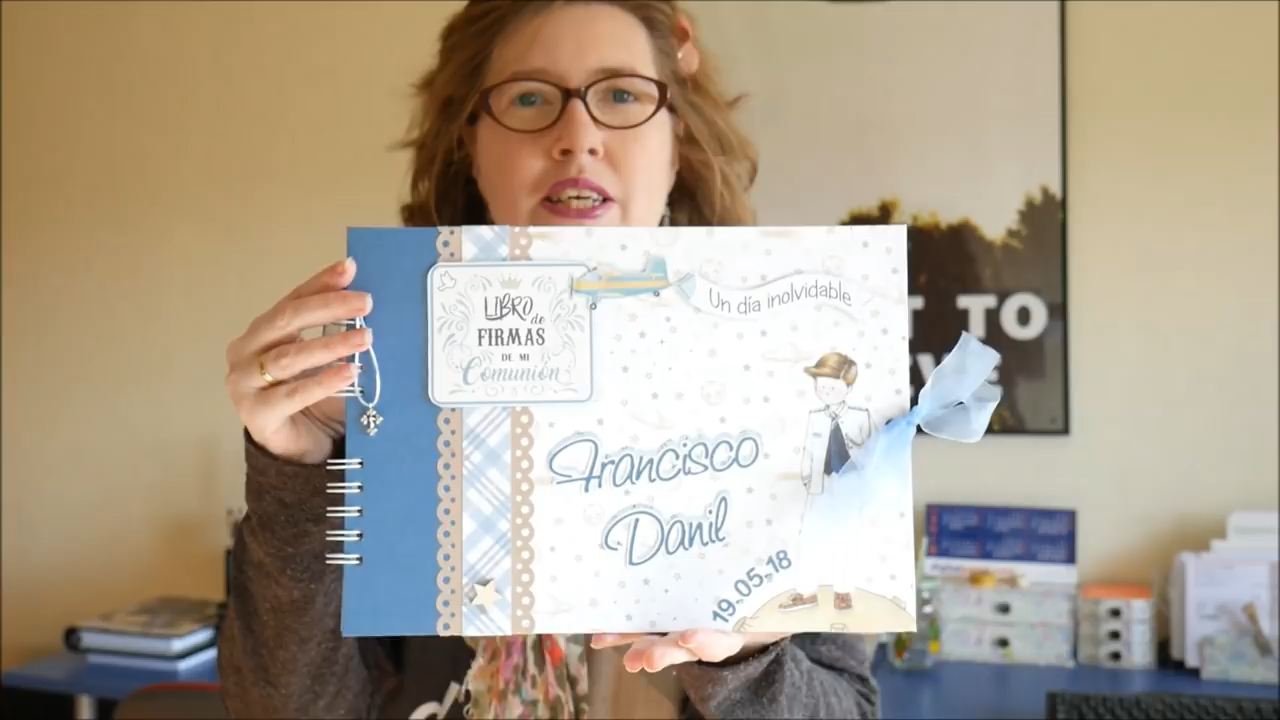 LIBRO de
FIRMAS
DE MI
Comunión
Un día inolvidable
Francisco
Danil
19-05-18
TO